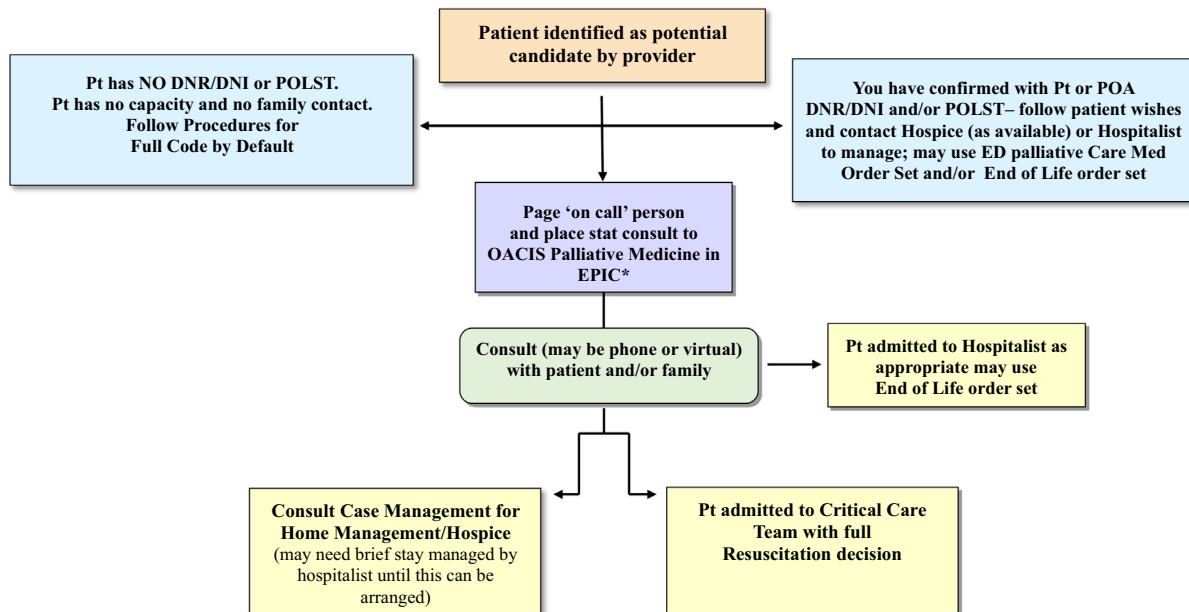 Patient identified as potential
candidate by provider
Pt has NO DNR/DNI or POLST.
Pt has no capacity and no family contact.
Follow Procedures for
Full Code by Default
You have confirmed with Pt or POA
DNR/DNI and/or POLST– follow patient wishes
and contact Hospice (as available) or Hospitalist
to manage; may use ED palliative Care Med
Order Set and/or End of Life order set
Page ‘on call’ person
and place stat consult to
OACIS Palliative Medicine in
EPIC*
Consult (may be phone or virtual)
with patient and/or family
Pt admitted to Hospitalist as
appropriate may use
End of Life order set
Consult Case Management for
Home Management/Hospice
(may need brief stay managed by
hospitalist until this can be
arranged)
Pt admitted to Critical Care
Team with full
Resuscitation decision